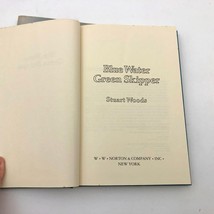 Blue Water
Green Skipper
Stuart Woods
W · W · NORTON & COMPANY · INC ·
NEW YORK